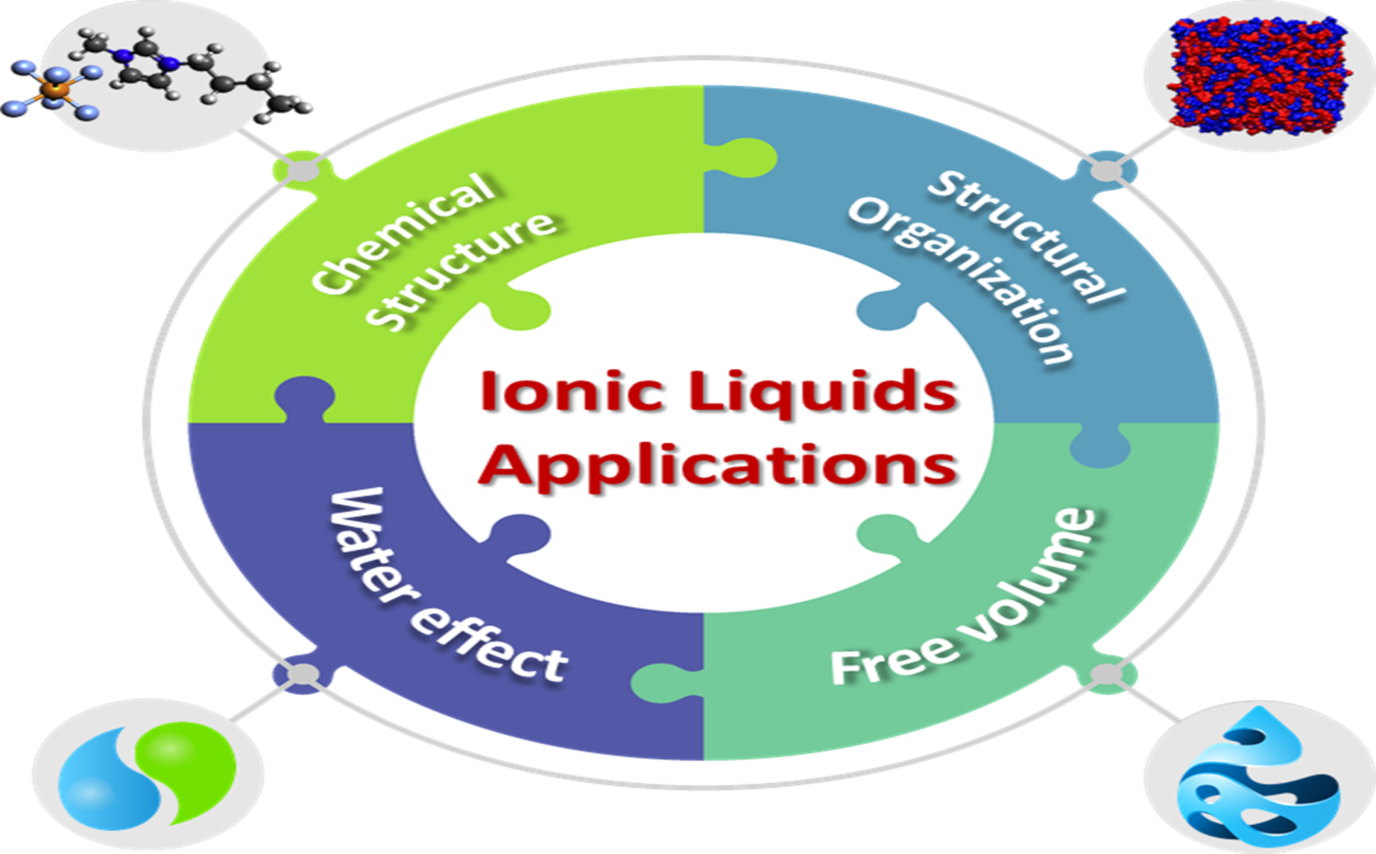 Chemical
Structure
Structural
Organization
Ionic Liquids
Applications
Water effect
Free volume